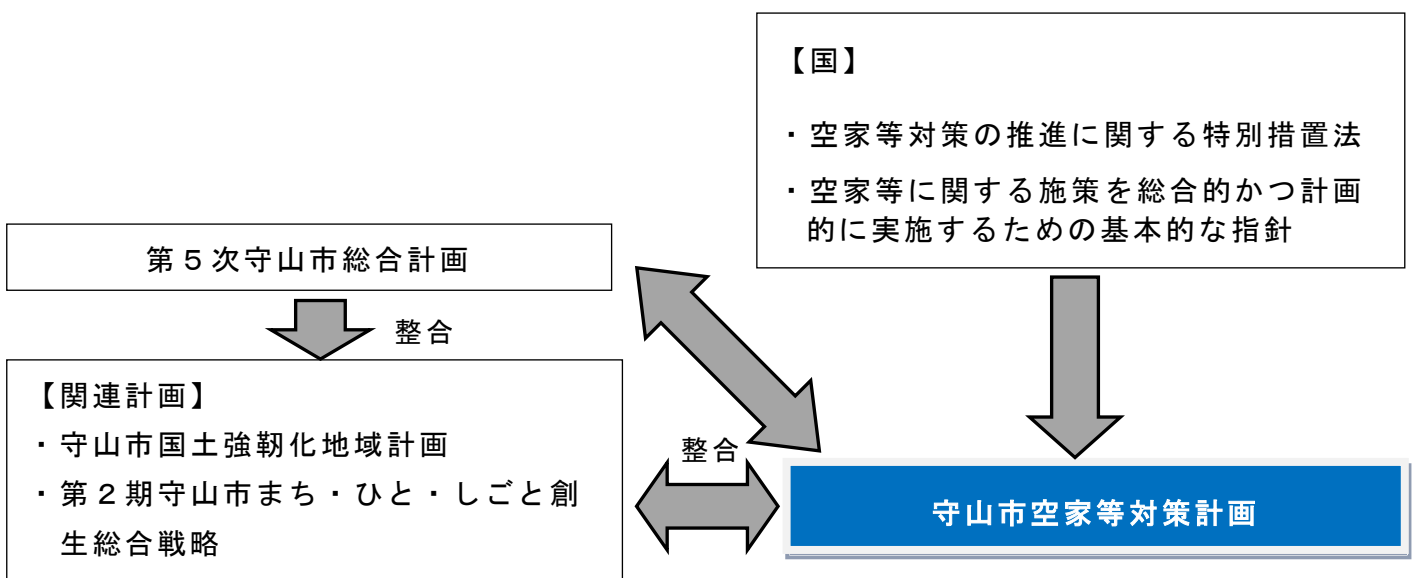 【国】
・空家等対策の推進に関する特別措置法
・空家等に関する施策を総合的かつ計画
的に実施するための基本的な指針
第５次守山市総合計画
整合
【関連計画】
・守山市国土強靭化地域計画
・第２期守山市まち・ひと・しごと創
生総合戦略
整合
守山市空家等対策計画